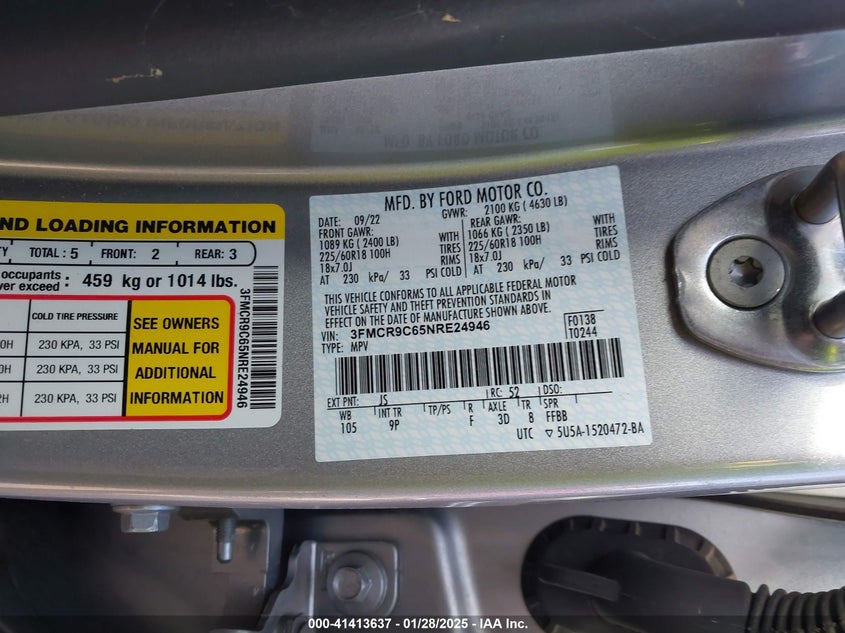 ND LOADING INFORMATION
TY TOTAL : 5 FRONT: 2 REAR: 3
occupants
ver exceed : 459 kg or 1014 lbs.
COLD TIRE PRESSURE
0H 230 KPA, 33 PSI
0H 230 KPA, 33 PSI
2H 230 KPA, 33 PSI
SEE OWNERS
MANUAL FOR
ADDITIONAL
INFORMATION
3FMCR9C65NRE24946
MFD. BY FORD MOTOR CO.
09/22 GVWR: 2100 KG ( 4630 LB)
FRONT GAWR: REAR GAWR:
1089 KG ( 2400 LB) WITH 1066 KG ( 2350 LB) WITH
225/60R18 100H TIRES 225/60R18 100H TIRES
18x7.0J RIMS 18x7.0J RIMS
AT 230 kPa/ 33 PSI COLD AT 230 kPa/ 33 PSI COLD
THIS VEHICLE CONFORMS TO ALL APPLICABLE FEDERAL MOTOR
VEHICLE SAFETY AND THEFT PREVENTION STANDARDS IN
EFFECT ON THE DATE OF MANUFACTURE SHOWN ABOVE.
VIN: 3FMCR9C65NRE24946 F0138
TYPE: MPV T0244
EXT PNT: JS RC: 52 DSO:
WB INT TR TP/PS R AXLE TR SPR
105 9P F 3D 8 FFBB
UTC ▽ 5U5A-1520472-BA
000-41413637 - 01/28/2025 - IAA Inc.